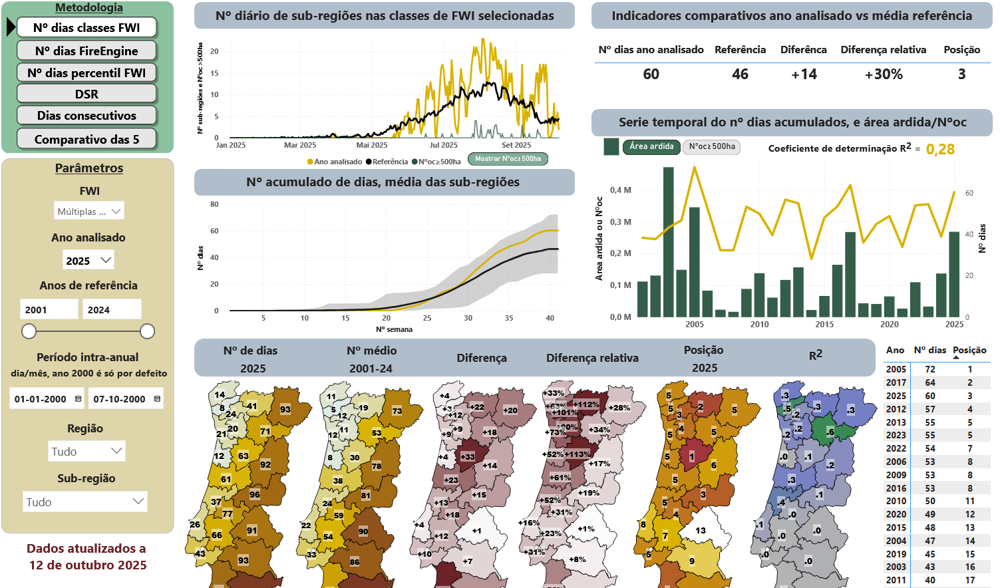 Metodologia
Nº dias classes FWI
Nº dias FireEngine
Nº dias percentil FWI
DSR
Dias consecutivos
Comparativo das 5
Parâmetros
FWI
Múltiplas ...
Ano analisado
2025
Anos de referência
2001
2024
Período intra-anual
dia/mês, ano 2000 é só por defeito
01-01-2000
07-10-2000
Região
Tudo
Sub-região
Tudo
Dados atualizados a
12 de outubro 2025
Nº diário de sub-regiões nas classes de FWI selecionadas
Nº sub-regiões e Nºoc >500ha
20
15
10
5
0
Jan 2025
Mar 2025
Mai 2025
Jul 2025
Set 2025
Ano analisado
Referência
Nºoc≥500ha
Mostrar Nºoc≥500ha
Nº acumulado de dias, média das sub-regiões
Nº dias
80
60
40
20
0
5
10
15
20
25
30
35
40
Nº semana
Indicadores comparativos ano analisado vs média referência
Nº dias ano analisado Referência Diferênca Diferença relativa Posição
60 46 +14 +30% 3
Serie temporal do nº dias acumulados, e área ardida/Nºoc
Área ardida
Nºoc≥500ha
Coeficiente de determinação R2 = 0,28
Área ardida ou Nºoc
0,4 M
0,3 M
0,2 M
0,1 M
0,0 M
60
40
20
0
Nº dias
2005
2010
2015
2020
2025
Nº de dias
2025
Nº médio
2001-24
Diferença
Diferença relativa
Posição
2025
R2
14
8
24
41
93
21
20
71
12
63
92
61
37
96
77
26
66
91
43
93
11
5
12
19
73
12
11
53
8
30
78
38
24
81
59
22
54
90
33
86
+4
+3
+12
+22
+20
+9
+9
+18
+4
+33
+14
+23
+13
+15
+18
+4
+12
+1
+10
+7
+33%
+63%
+101%
+112%
+28%
+73%
+34%
+52%
+113%
+17%
+61%
+52%
+19%
+31%
+16%
+23%
+1%
+31%
+8%
5
5
3
2
5
5
4
5
5
1
6
5
5
3
4
8
7
13
5
9
.3
.5
.2
.3
.3
.2
.2
.6
.0
.1
.2
.3
.4
.1
.0
.1
.0
.0
.0
.0
Ano Nº dias Posição
2005 72 1
2017 64 2
2025 60 3
2012 57 4
2013 55 5
2023 55 5
2022 54 7
2006 53 8
2009 53 8
2016 53 8
2010 50 11
2020 49 12
2015 48 13
2004 47 14
2019 45 15
2003 43 16
2011 40 17